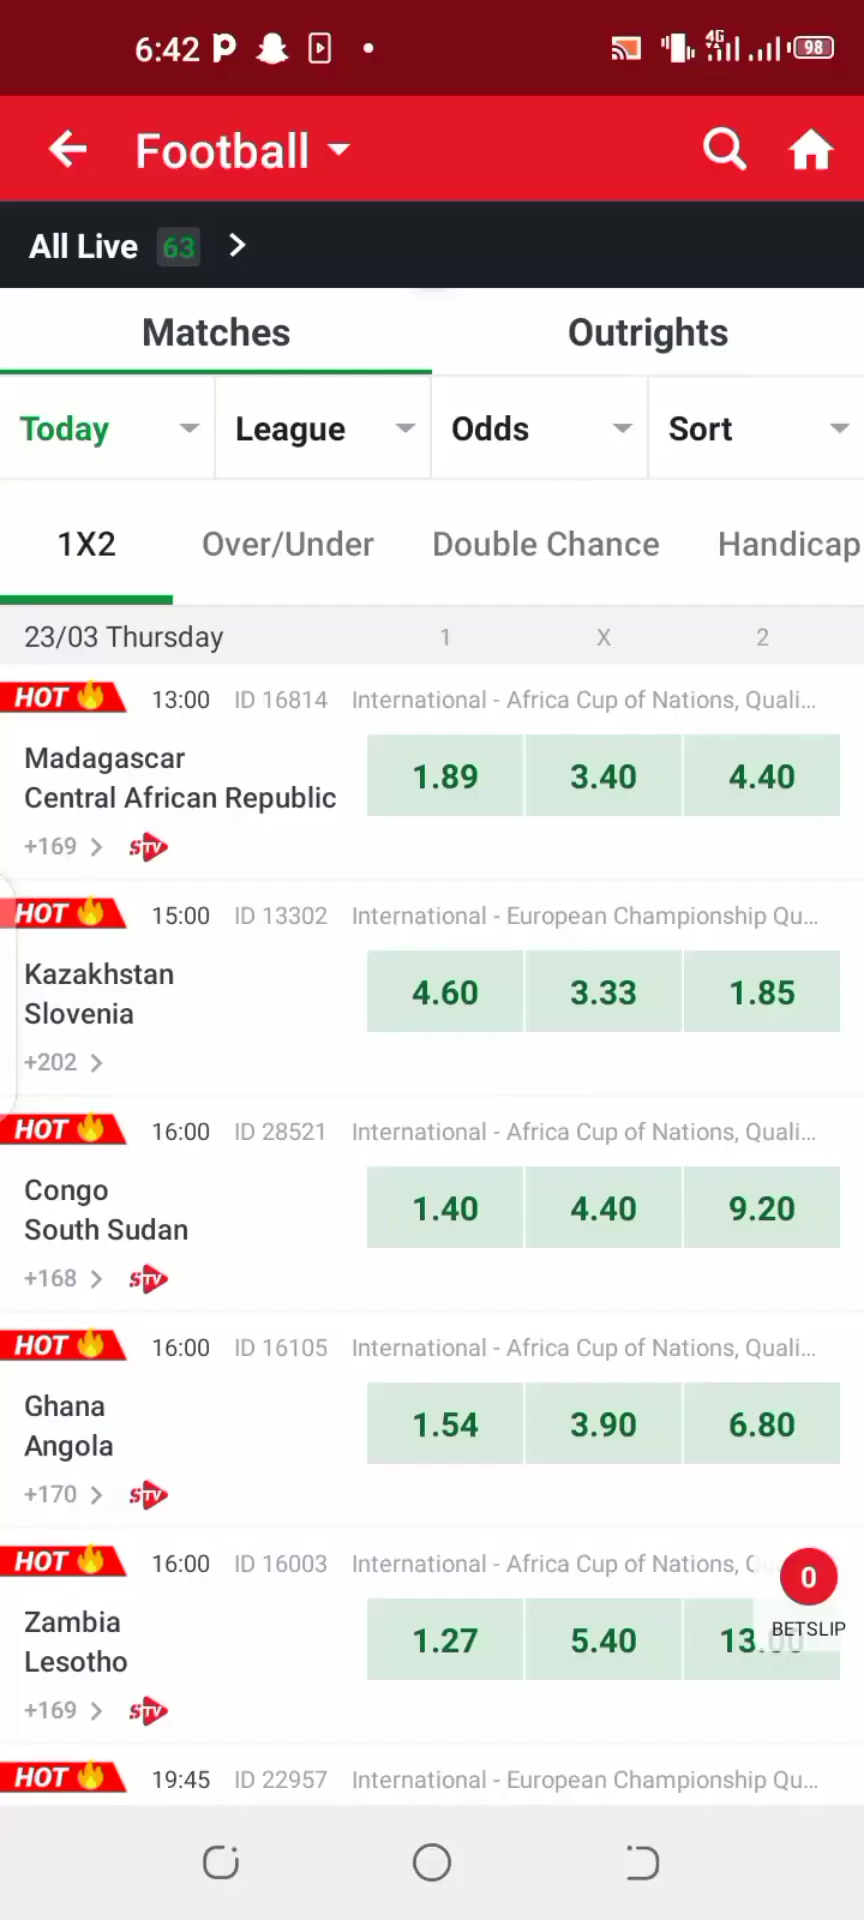 6:42 4G 98
Football
All Live 63
Matches Outrights
Today League Odds Sort
1X2 Over/Under Double Chance Handicap
23/03 Thursday 1 X 2
HOT 13:00 ID 16814 International - Africa Cup of Nations, Quali...
Madagascar 1.89 3.40 4.40
Central African Republic
+169 STV
HOT 15:00 ID 13302 International - European Championship Qu...
Kazakhstan 4.60 3.33 1.85
Slovenia
+202
HOT 16:00 ID 28521 International - Africa Cup of Nations, Quali...
Congo 1.40 4.40 9.20
South Sudan
+168 STV
HOT 16:00 ID 16105 International - Africa Cup of Nations, Quali...
Ghana 1.54 3.90 6.80
Angola
+170 STV
HOT 16:00 ID 16003 International - Africa Cup of Nations,
0
Zambia 1.27 5.40 13.00
BETSLIP
Lesotho
+169 STV
HOT 19:45 ID 22957 International - European Championship Qu...